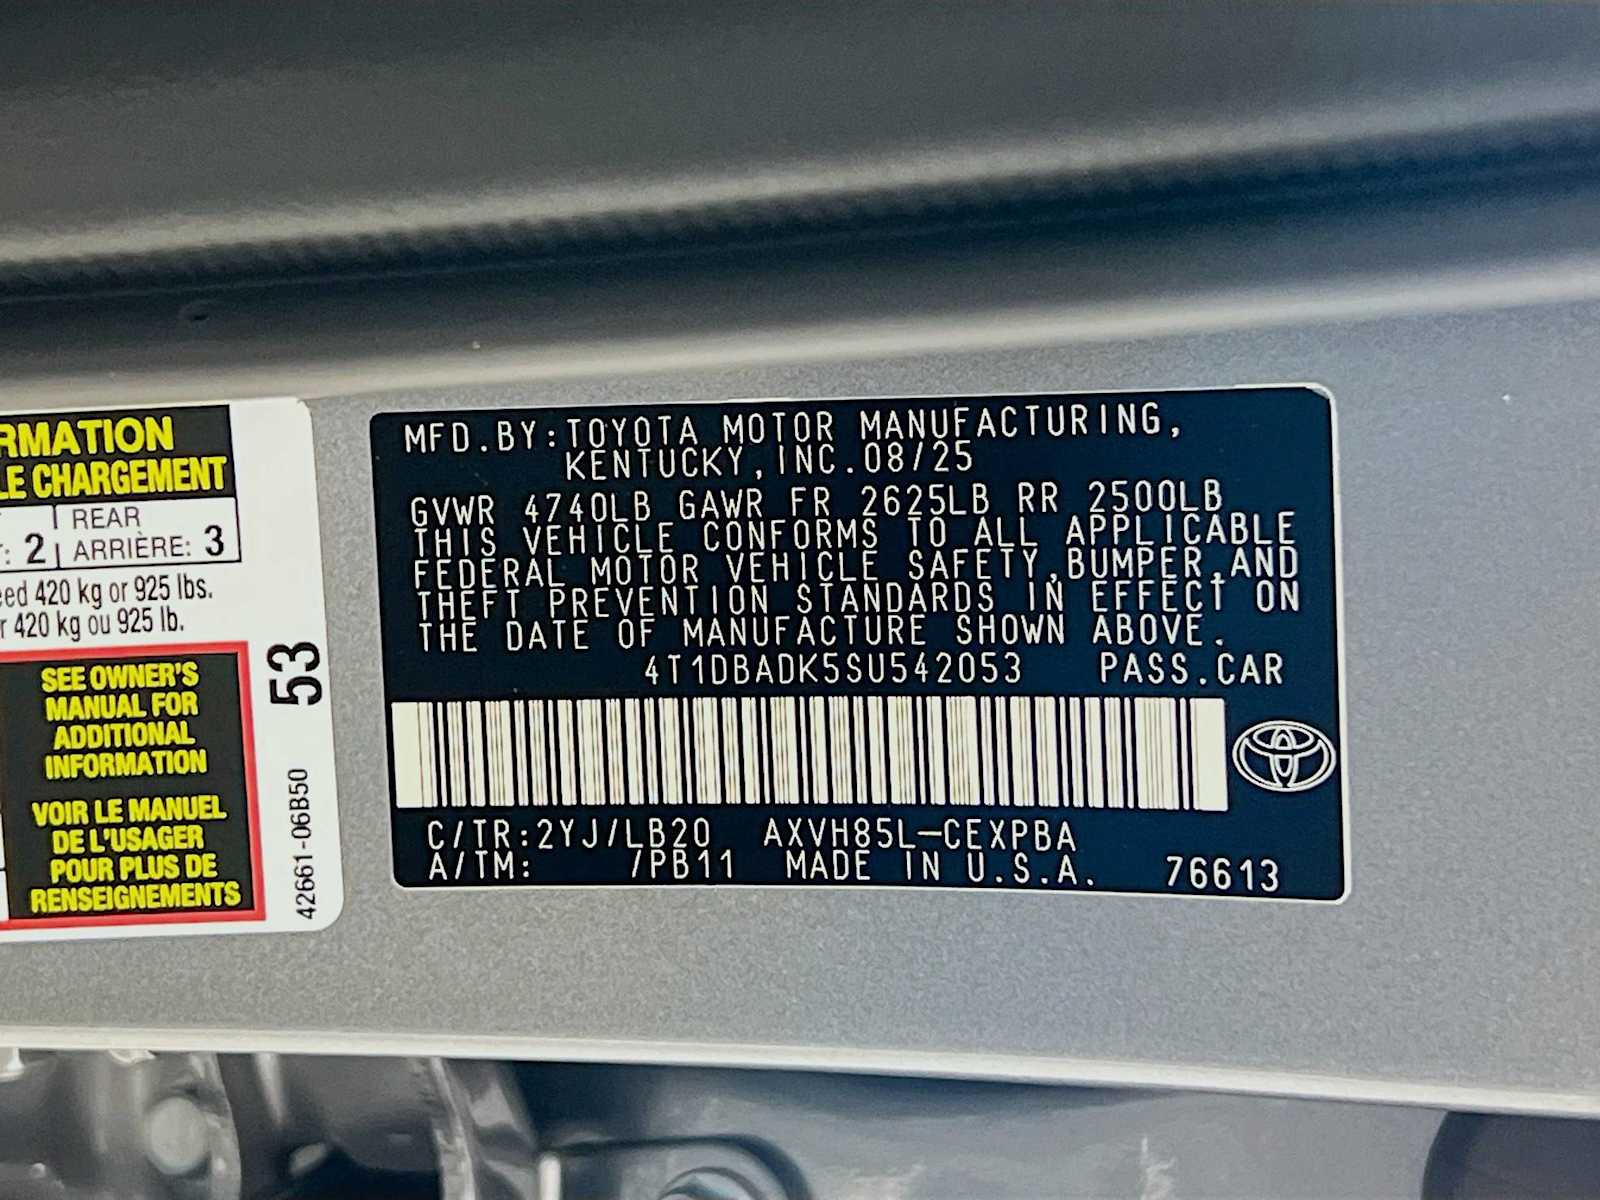 RMATION
LE CHARGEMENT
REAR
: 2 ARRIÈRE: 3
eed 420 kg or 925 lbs.
r 420 kg ou 925 lb.
SEE OWNER'S
MANUAL FOR
ADDITIONAL
INFORMATION
VOIR LE MANUEL
DE L'USAGER
POUR PLUS DE
RENSEIGNEMENTS
53
42661-06B50
MFD.BY:TOYOTA MOTOR MANUFACTURING,
KENTUCKY,INC.08/25
GVWR 4740LB GAWR FR 2625LB RR 2500LB
THIS VEHICLE CONFORMS TO ALL APPLICABLE
FEDERAL MOTOR VEHICLE SAFETY,BUMPER,AND
THEFT PREVENTION STANDARDS IN EFFECT ON
THE DATE OF MANUFACTURE SHOWN ABOVE.
4T1DBADK5SU542053 PASS.CAR
C/TR:2YJ/LB20 AXVH85L-CEXPBA
A/TM: /PB11 MADE IN U.S.A. 76613